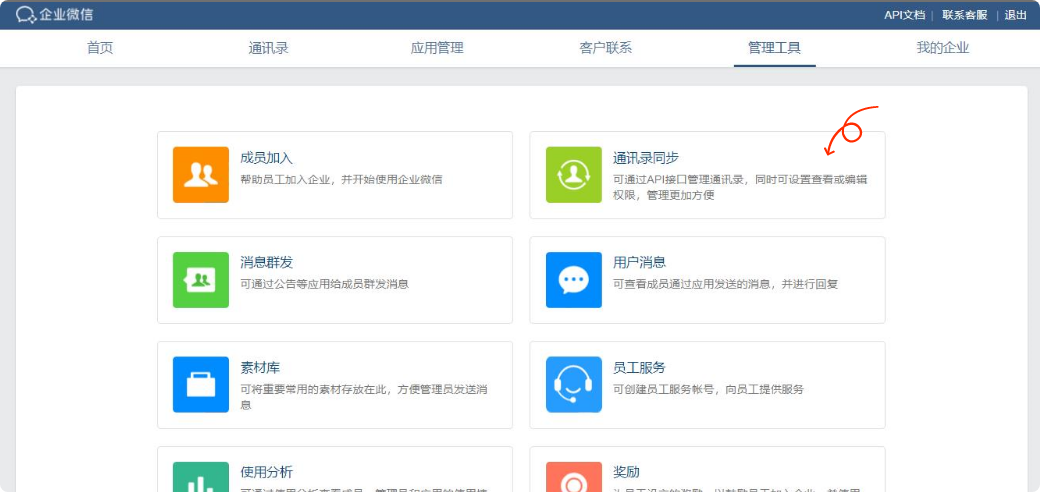 企业微信
API文档 | 联系客服 | 退出
首页 通讯录 应用管理 客户联系 管理工具 我的企业
成员加入
帮助员工加入企业，并开始使用企业微信
通讯录同步
可通过API接口管理通讯录，同时可设置查看或编辑
权限，管理更加方便
消息群发
可通过公告等应用给成员群发消息
用户消息
可查看成员通过应用发送的消息，并进行回复
素材库
可将重要常用的素材存放在此，方便管理员发送消
息
员工服务
可创建员工服务帐号，向员工提供服务
使用分析
奖励